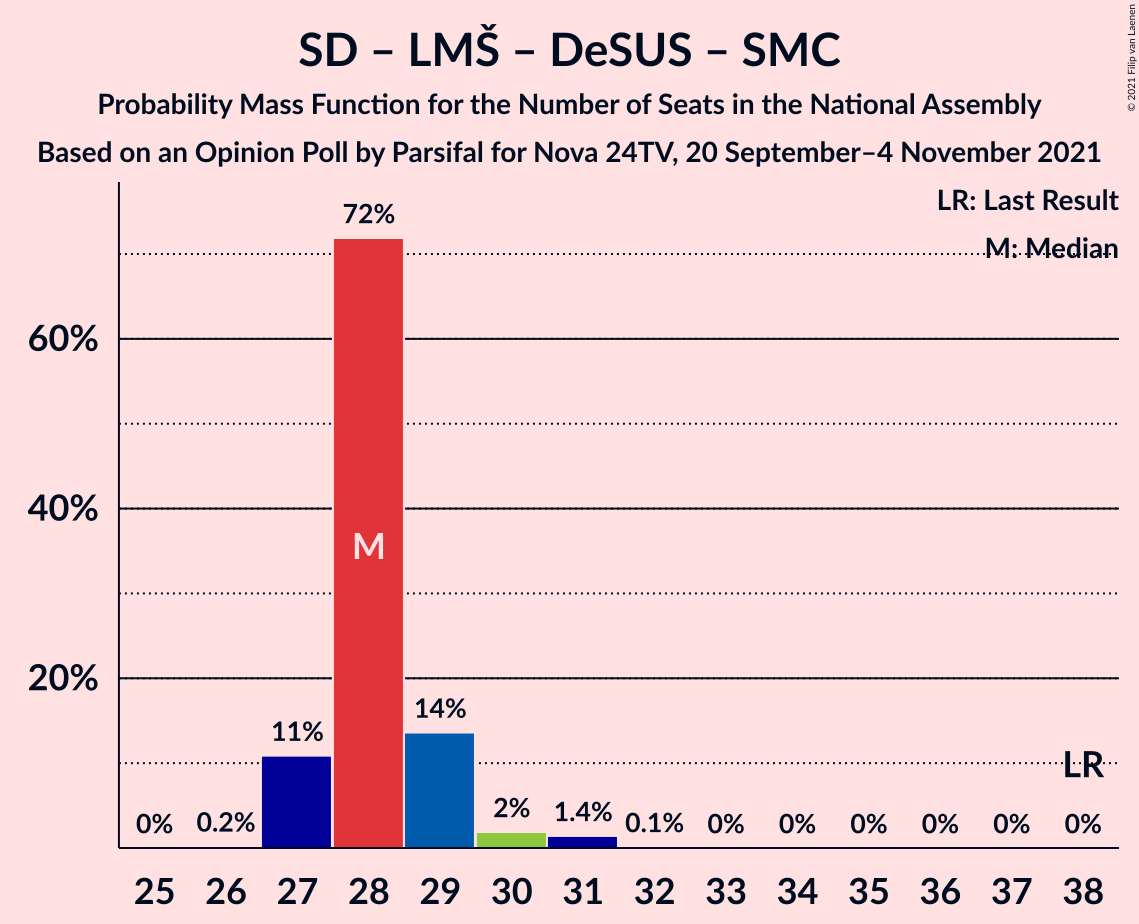 SD – LMŠ – DeSUS – SMC
Probability Mass Function for the Number of Seats in the National Assembly
Based on an Opinion Poll by Parsifal for Nova 24TV, 20 September–4 November 2021
© 2021 Filip van Laenen
LR: Last Result
M: Median
72%
60%
40%
M
20%
14%
11%
LR
0%
0.2%
2%
1.4%
0.1%
0%
0%
0%
0%
0%
0%
25 26 27 28 29 30 31 32 33 34 35 36 37 38